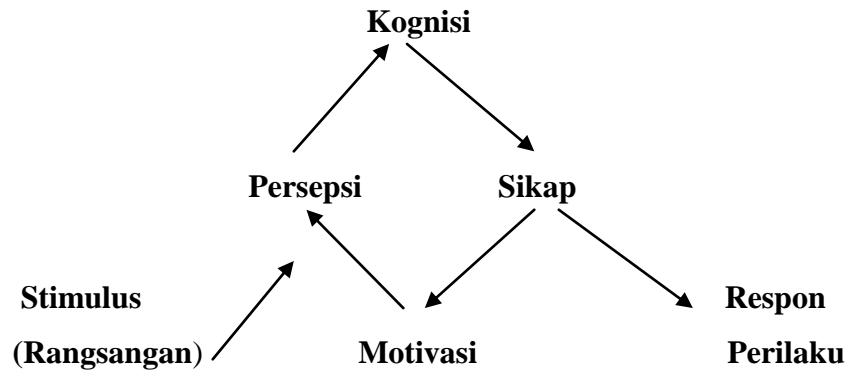 Kognisi
Persepsi
Sikap
Stimulus
(Rangsangan)
Motivasi
Respon
Perilaku